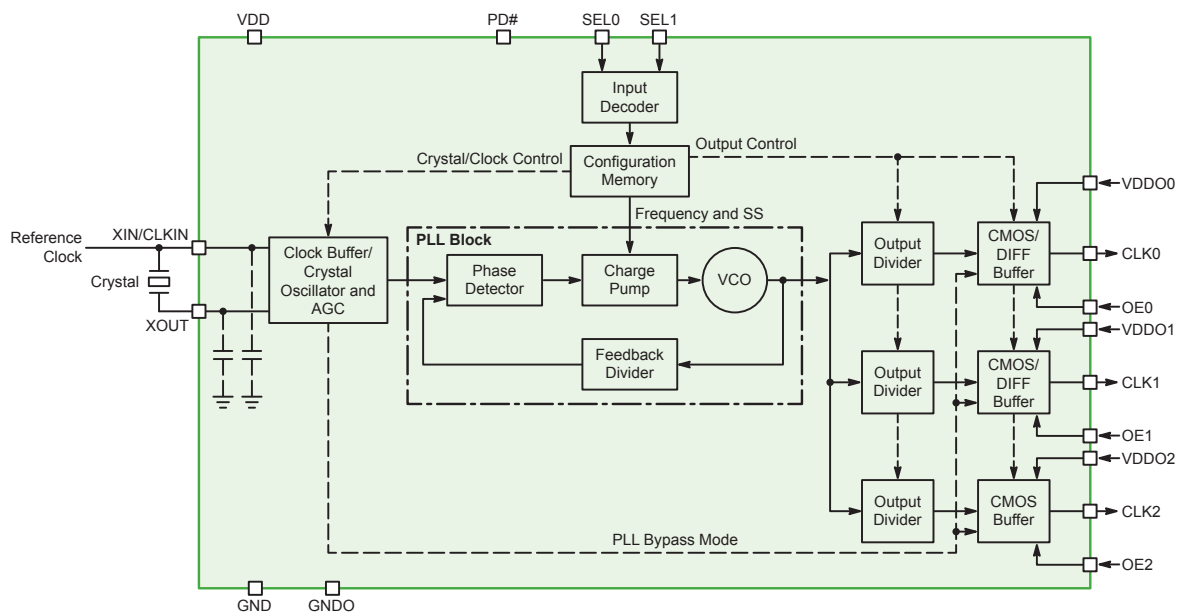 VDD
PD#
SEL0
SEL1
Input
Decoder
Crystal/Clock Control
Configuration
Memory
Output Control
VDDO0
Frequency and SS
Reference
Clock
XIN/CLKIN
Crystal
XOUT
Clock Buffer/
Crystal
Oscillator and
AGC
PLL Block
Phase
Detector
Charge
Pump
VCO
Feedback
Divider
Output
Divider
CMOS/
DIFF
Buffer
CLK0
OE0
VDDO1
Output
Divider
CMOS/
DIFF
Buffer
CLK1
OE1
VDDO2
Output
Divider
CMOS
Buffer
CLK2
PLL Bypass Mode
OE2
GND
GNDO